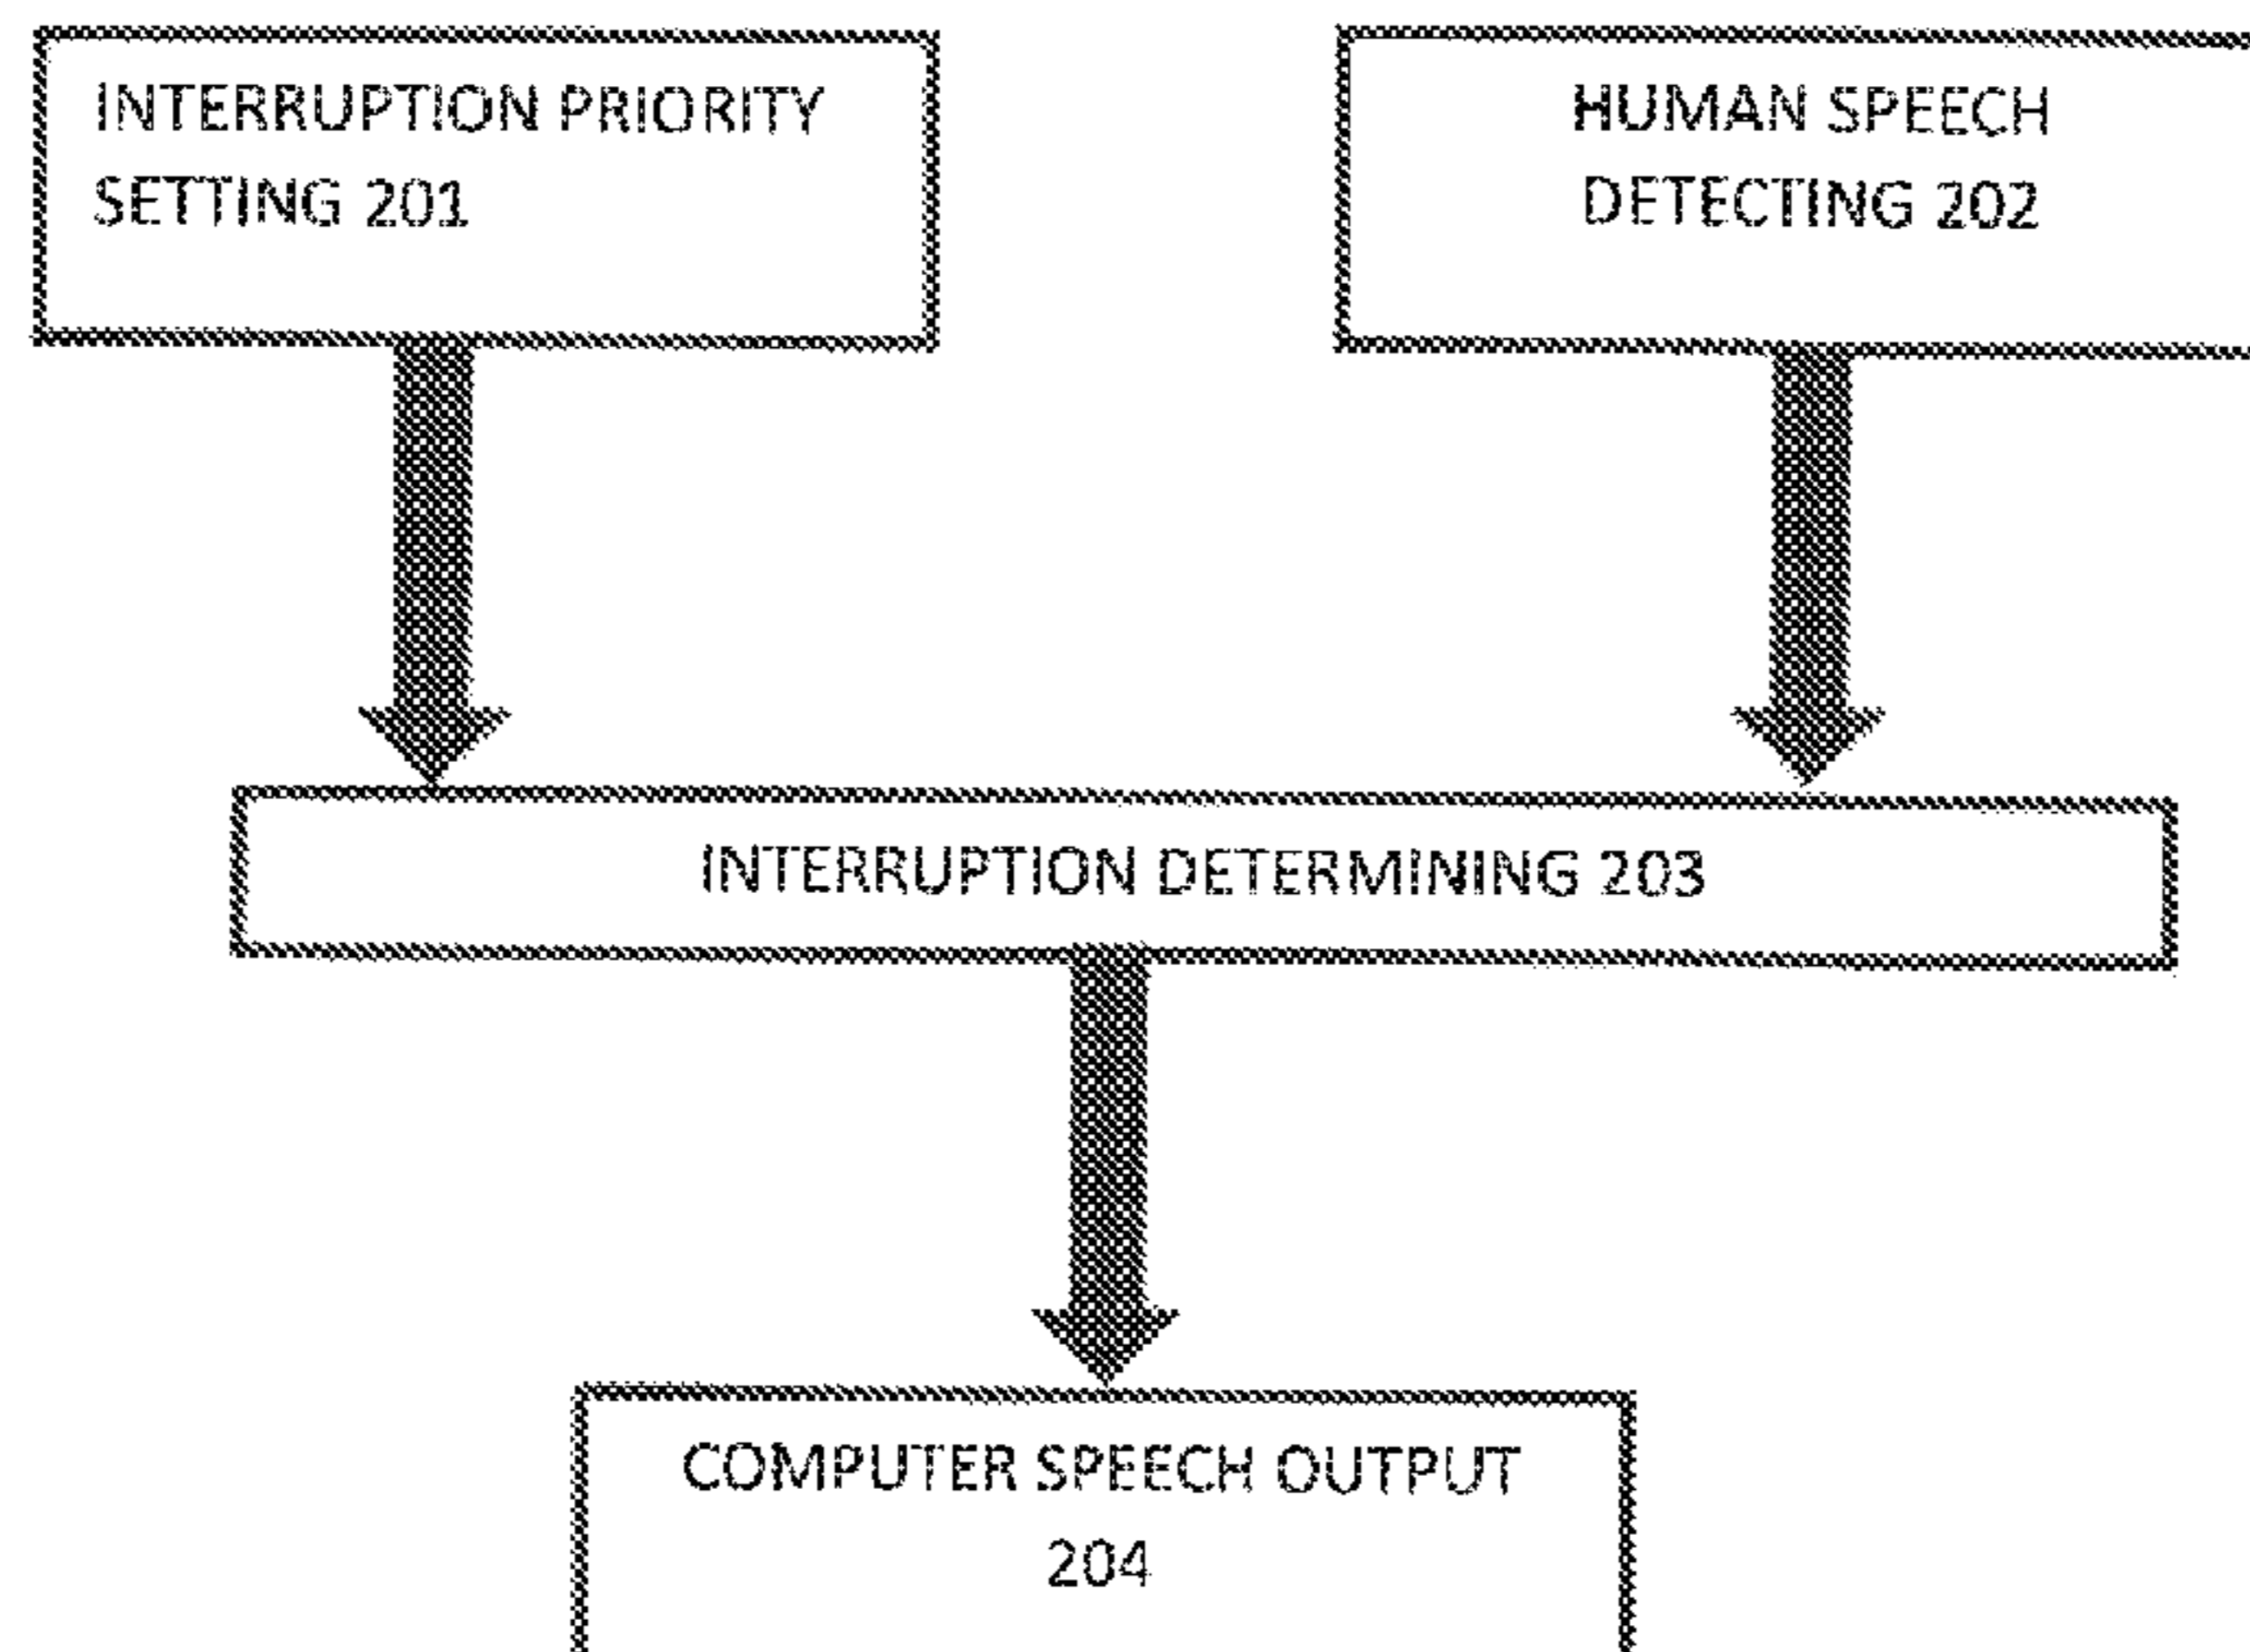 INTERRUPTION PRIORITY
SETTING 201
HUMAN SPEECH
DETECTING 202
INTERRUPTION DETERMINING 203
COMPUTER SPEECH OUTPUT
204